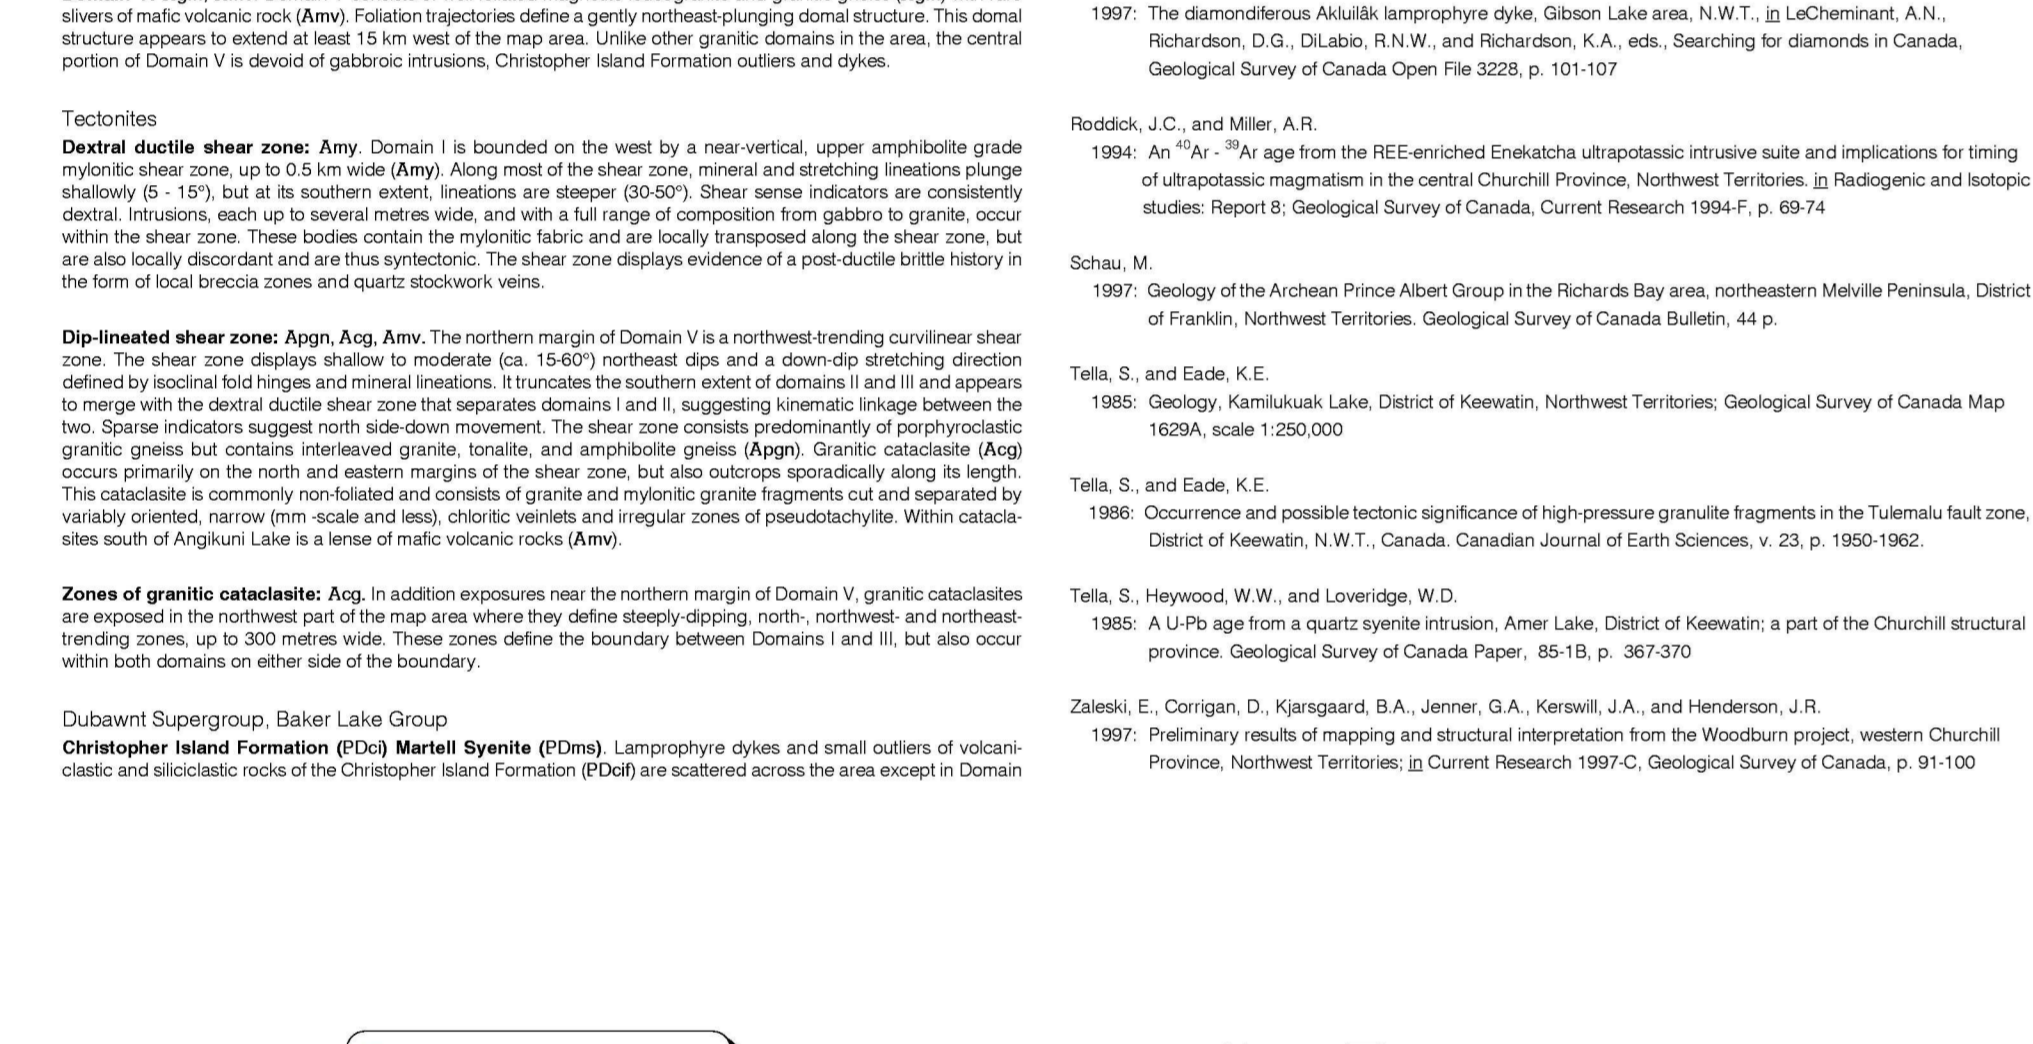 slivers of mafic volcanic rock (Amv). Foliation trajectories define a gently northeast-plunging domal structure. This domal
structure appears to extend at least 15 km west of the map area. Unlike other granitic domains in the area, the central
portion of Domain V is devoid of gabbroic intrusions, Christopher Island Formation outliers and dykes.
Tectonites
Dextral ductile shear zone: Amy. Domain I is bounded on the west by a near-vertical, upper amphibolite grade
mylonitic shear zone, up to 0.5 km wide (Amy). Along most of the shear zone, mineral and stretching lineations plunge
shallowly (5 - 15º), but at its southern extent, lineations are steeper (30-50º). Shear sense indicators are consistently
dextral. Intrusions, each up to several metres wide, and with a full range of composition from gabbro to granite, occur
within the shear zone. These bodies contain the mylonitic fabric and are locally transposed along the shear zone, but
are also locally discordant and are thus syntectonic. The shear zone displays evidence of a post-ductile brittle history in
the form of local breccia zones and quartz stockwork veins.
Dip-lineated shear zone: Apgn, Acg, Amv. The northern margin of Domain V is a northwest-trending curvilinear shear
zone. The shear zone displays shallow to moderate (ca. 15-60º) northeast dips and a down-dip stretching direction
defined by isoclinal fold hinges and mineral lineations. It truncates the southern extent of domains II and III and appears
to merge with the dextral ductile shear zone that separates domains I and II, suggesting kinematic linkage between the
two. Sparse indicators suggest north side-down movement. The shear zone consists predominantly of porphyroclastic
granitic gneiss but contains interleaved granite, tonalite, and amphibolite gneiss (Apgn). Granitic cataclasite (Acg)
occurs primarily on the north and eastern margins of the shear zone, but also outcrops sporadically along its length.
This cataclasite is commonly non-foliated and consists of granite and mylonitic granite fragments cut and separated by
variably oriented, narrow (mm -scale and less), chloritic veinlets and irregular zones of pseudotachylite. Within catacla-
sites south of Angikuni Lake is a lense of mafic volcanic rocks (Amv).
Zones of granitic cataclasite: Acg. In addition exposures near the northern margin of Domain V, granitic cataclasites
are exposed in the northwest part of the map area where they define steeply-dipping, north-, northwest- and northeast-
trending zones, up to 300 metres wide. These zones define the boundary between Domains I and III, but also occur
within both domains on either side of the boundary.
Dubawnt Supergroup, Baker Lake Group
Christopher Island Formation (PDci) Martell Syenite (PDms). Lamprophyre dykes and small outliers of volcani-
clastic and siliciclastic rocks of the Christopher Island Formation (PDcif) are scattered across the area except in Domain
1997: The diamondiferous Akluilâk lamprophyre dyke, Gibson Lake area, N.W.T., in LeCheminant, A.N.,
Richardson, D.G., DiLabio, R.N.W., and Richardson, K.A., eds., Searching for diamonds in Canada,
Geological Survey of Canada Open File 3228, p. 101-107
Roddick, J.C., and Miller, A.R.
1994: An 40Ar - 39Ar age from the REE-enriched Enekatcha ultrapotassic intrusive suite and implications for timing
of ultrapotassic magmatism in the central Churchill Province, Northwest Territories. in Radiogenic and Isotopic
studies: Report 8; Geological Survey of Canada, Current Research 1994-F, p. 69-74
Schau, M.
1997: Geology of the Archean Prince Albert Group in the Richards Bay area, northeastern Melville Peninsula, District
of Franklin, Northwest Territories. Geological Survey of Canada Bulletin, 44 p.
Tella, S., and Eade, K.E.
1985: Geology, Kamilukuak Lake, District of Keewatin, Northwest Territories; Geological Survey of Canada Map
1629A, scale 1:250,000
Tella, S., and Eade, K.E.
1986: Occurrence and possible tectonic significance of high-pressure granulite fragments in the Tulemalu fault zone,
District of Keewatin, N.W.T., Canada. Canadian Journal of Earth Sciences, v. 23, p. 1950-1962.
Tella, S., Heywood, W.W., and Loveridge, W.D.
1985: A U-Pb age from a quartz syenite intrusion, Amer Lake, District of Keewatin; a part of the Churchill structural
province. Geological Survey of Canada Paper, 85-1B, p. 367-370
Zaleski, E., Corrigan, D., Kjarsgaard, B.A., Jenner, G.A., Kerswill, J.A., and Henderson, J.R.
1997: Preliminary results of mapping and structural interpretation from the Woodburn project, western Churchill
Province, Northwest Territories; in Current Research 1997-C, Geological Survey of Canada, p. 91-100